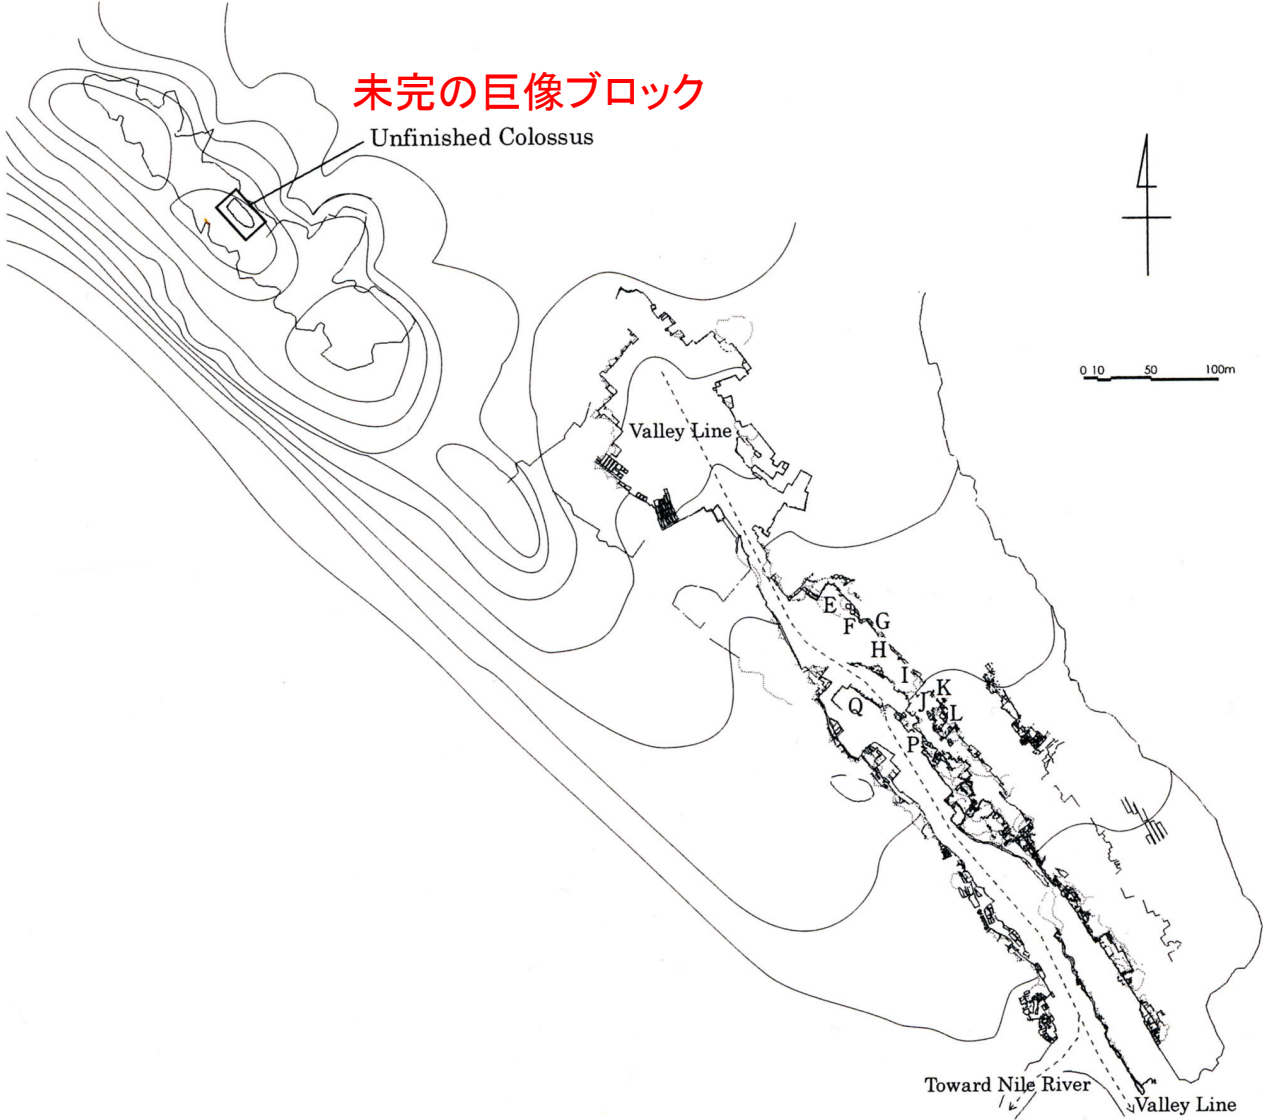 未完の巨像ブロック
Unfinished Colossus
0 10 50 100m
Valley Line
E
F
G
H
I
K
J
L
Q
P
Toward Nile River
Valley Line